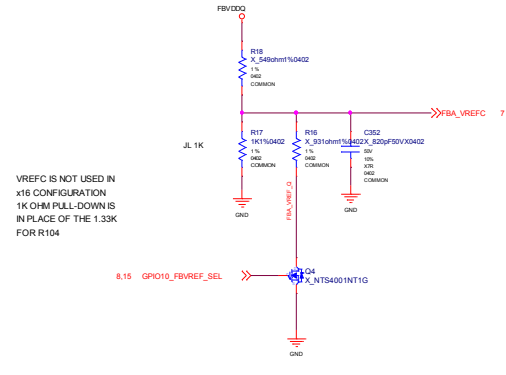 FBVDDQ
R18
X_549ohm1%0402
1 %
0402
COMMON
FBA_VREFC 7
JL 1K
R17
1K1%0402
1 %
0402
COMMON
R16
X_931ohm1%0402
1 %
0402
COMMON
C352
X_820pF50VX0402
50V
10%
X7R
0402
COMMON
GND
GND
FBA_VREF_Q
VREFC IS NOT USED IN
x16 CONFIGURATION
1K OHM PULL-DOWN IS
IN PLACE OF THE 1.33K
FOR R104
8,15 GPIO10_FBVREF_SEL
Q4
X_NTS4001NT1G
GND